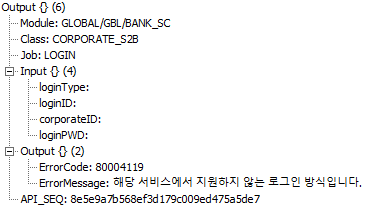 Output {} (6)
Module: GLOBAL/GBL/BANK_SC
Class: CORPORATE_S2B
Job: LOGIN
Input {} (4)
loginType:
loginID:
corporateID:
loginPWD:
Output {} (2)
ErrorCode: 80004119
ErrorMessage: 해당 서비스에서 지원하지 않는 로그인 방식입니다.
API_SEQ: 8e5e9a7b568ef3d179c009ed475a5de7